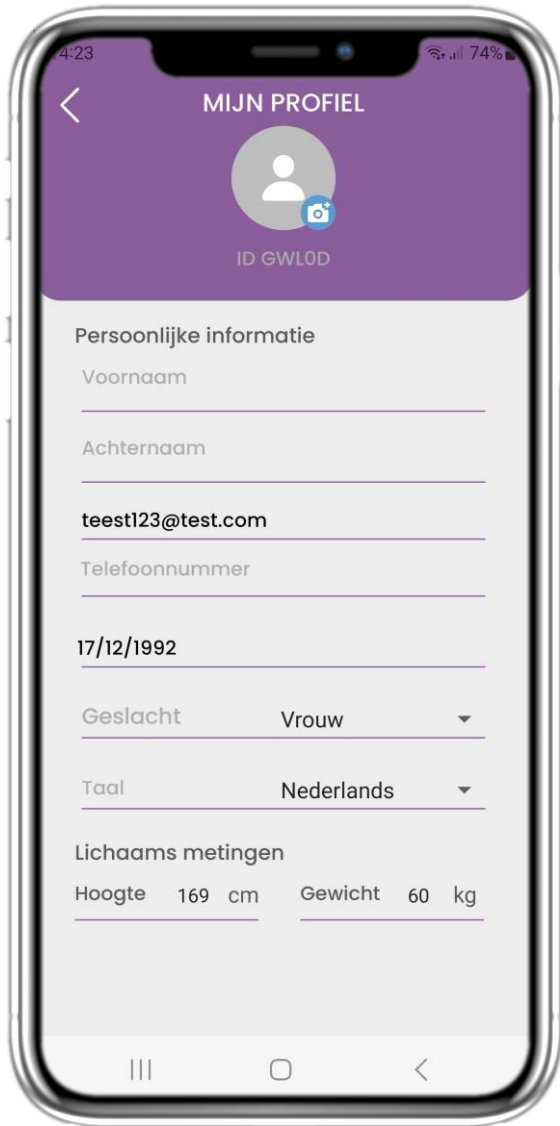 4:23 74%
MIJN PROFIEL
ID GWL0D
Persoonlijke informatie
Voornaam
Achternaam
teest123@test.com
Telefoonnummer
17/12/1992
Geslacht Vrouw
Taal Nederlands
Lichaams metingen
Hoogte 169 cm Gewicht 60 kg